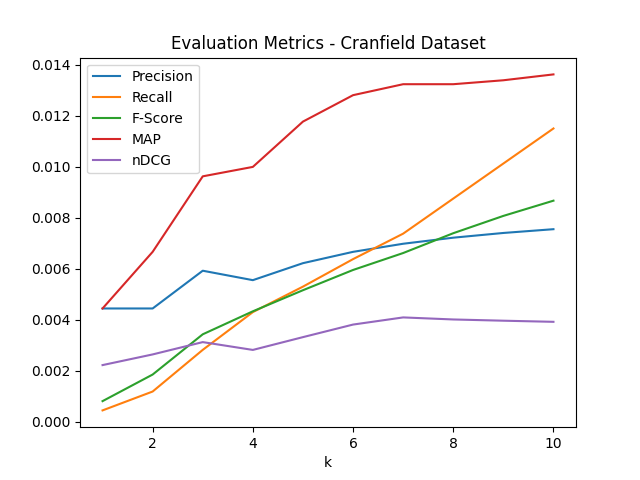 Evaluation Metrics - Cranfield Dataset
Precision
Recall
F-Score
MAP
nDCG
0.014
0.012
0.010
0.008
0.006
0.004
0.002
0.000
2
4
6
8
10
k